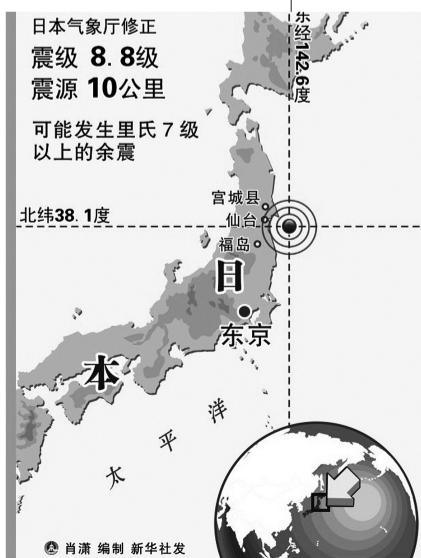 日本气象厅修正
震级 8.8级
震源 10公里
可能发生里氏7级
以上的余震
东经142.6度
宫城县
仙台
北纬38.1度
福岛
日
东京
本
太平洋
肖潇 编制 新华社发